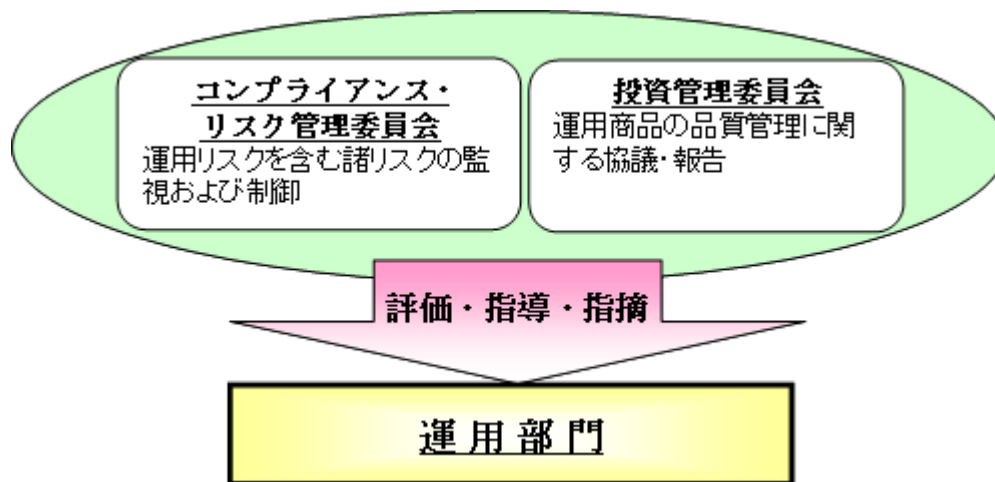 コンプライアンス・
リスク管理委員会
運用リスクを含む諸リスクの監
視および制御
投資管理委員会
運用商品の品質管理に関
する協議・報告
評価・指導・指摘
運用部門